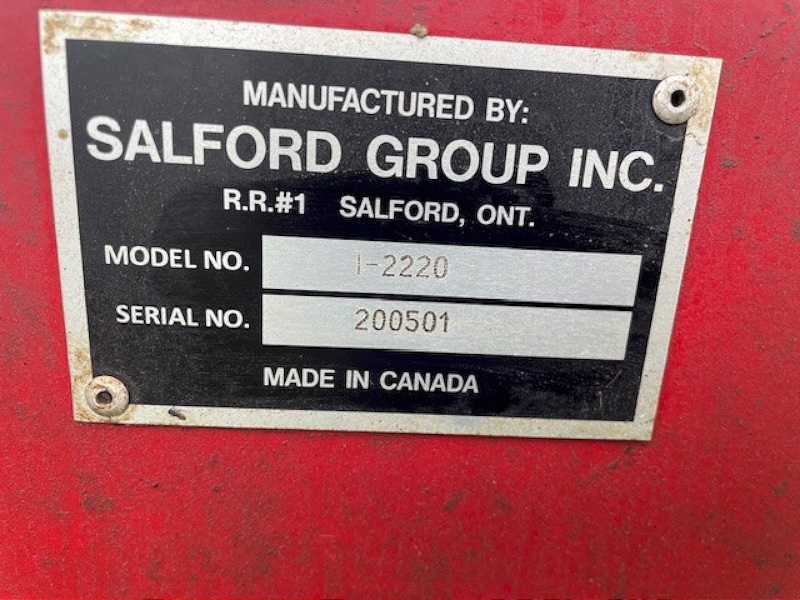 MANUFACTURED BY:
SALFORD GROUP INC.
R.R.#1 SALFORD, ONT.
MODEL NO. I-2220
SERIAL NO. 200501
MADE IN CANADA